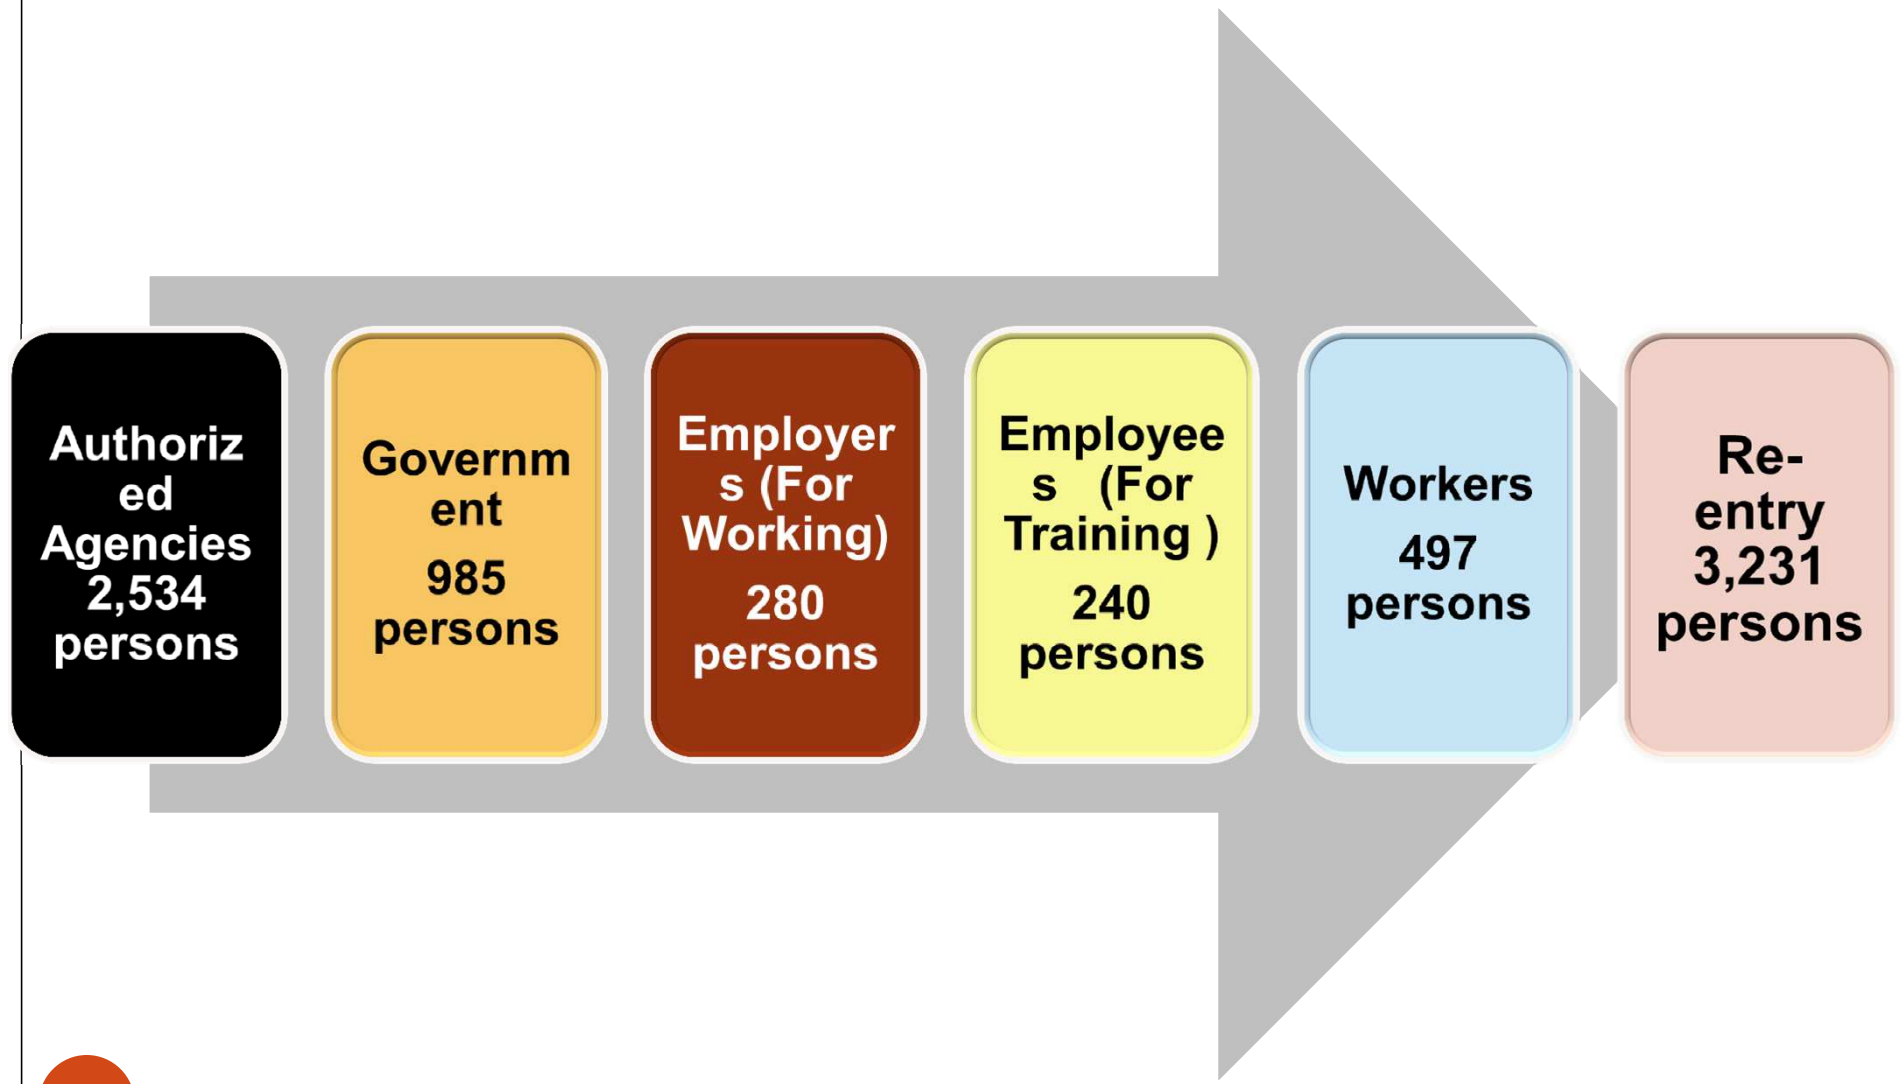 Authoriz
ed
Agencies
2,534
persons
Governm
ent
985
persons
Employer
s (For
Working)
280
persons
Employee
s (For
Training )
240
persons
Workers
497
persons
Re-
entry
3,231
persons